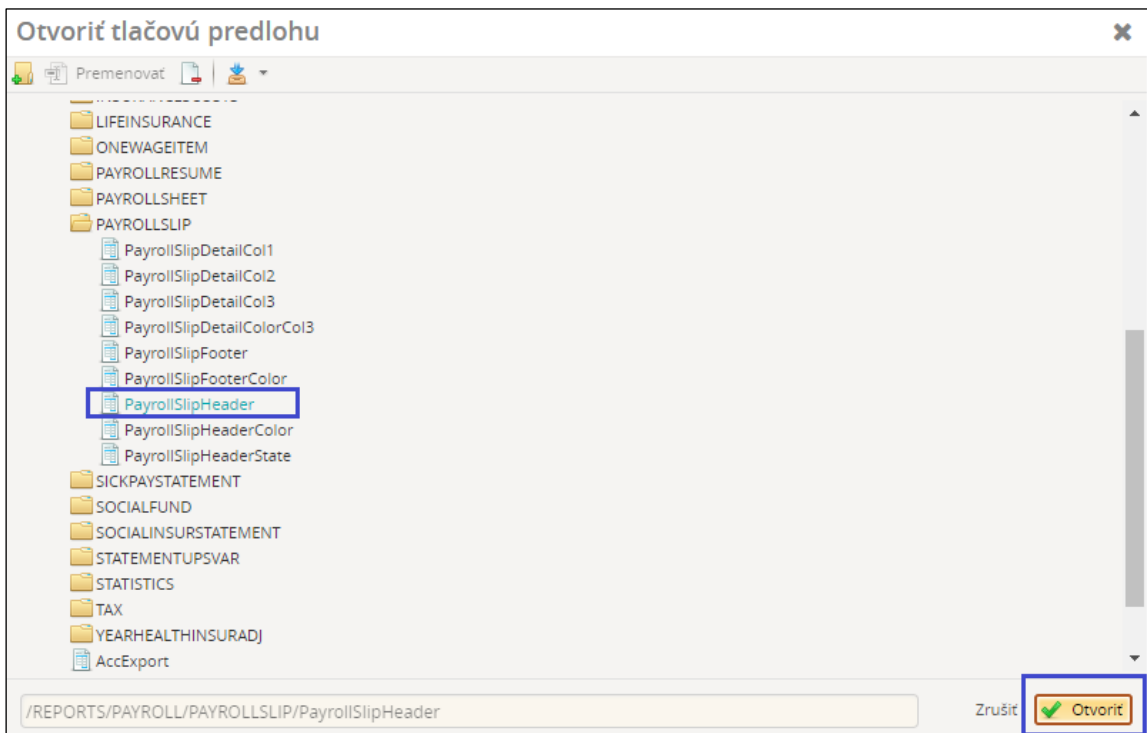 Otvoriť tlačovú predlohu
Premenovať
LIFEINSURANCE
ONEWAGEITEM
PAYROLLRESUME
PAYROLLSHEET
PAYROLLSLIP
PayrollSlipDetailCol1
PayrollSlipDetailCol2
PayrollSlipDetailCol3
PayrollSlipDetailColorCol3
PayrollSlipFooter
PayrollSlipFooterColor
PayrollSlipHeader
PayrollSlipHeaderColor
PayrollSlipHeaderState
SICKPAYSTATEMENT
SOCIALFUND
SOCIALINSURSTATEMENT
STATEMENTUPSVAR
STATISTICS
TAX
YEARHEALTHINSURADJ
AccExport
/REPORTS/PAYROLL/PAYROLLSLIP/PayrollSlipHeader
Zrušiť Otvoriť